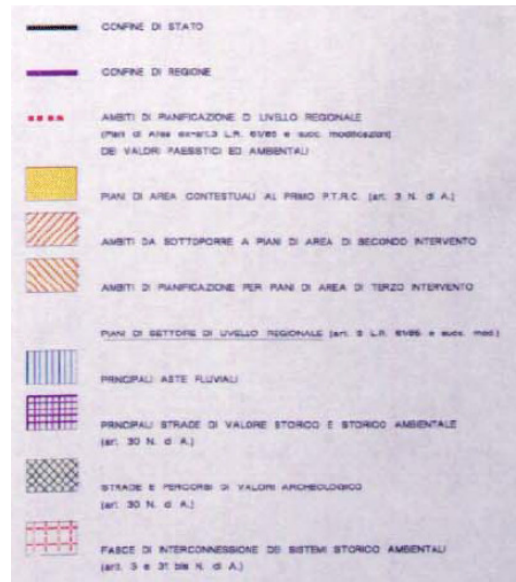 CONFINE DI STATO
CONFINE DI REGIONE
AMBITI DI PIANIFICAZIONE DI LIVELLO REGIONALE
(Piani di Area ex-art.3 L.R. 61/85 e succ. modificazioni)
DEI VALORI PAESISTICI ED AMBIENTALI
PIANI DI AREA CONTESTUALI AL PRIMO P.T.R.C. (art. 3 N. di A.)
AMBITI DA SOTTOPORRE A PIANI DI AREA DI SECONDO INTERVENTO
AMBITI DI PIANIFICAZIONE PER PIANI DI AREA DI TERZO INTERVENTO
PIANI DI SETTORE DI LIVELLO REGIONALE (art. 3 L.R. 61/85 e succ. mod.)
PRINCIPALI ASTE FLUVIALI
PRINCIPALI STRADE DI VALORE STORICO E STORICO AMBIENTALE
(art. 30 N. di A.)
STRADE E PERCORSI DI VALORI ARCHEOLOGICO
(art. 30 N. di A.)
FASCE DI INTERCONNESSIONE DEI SISTEMI STORICO AMBIENTALI
(artt. 3 e 31 bis N. di A.)